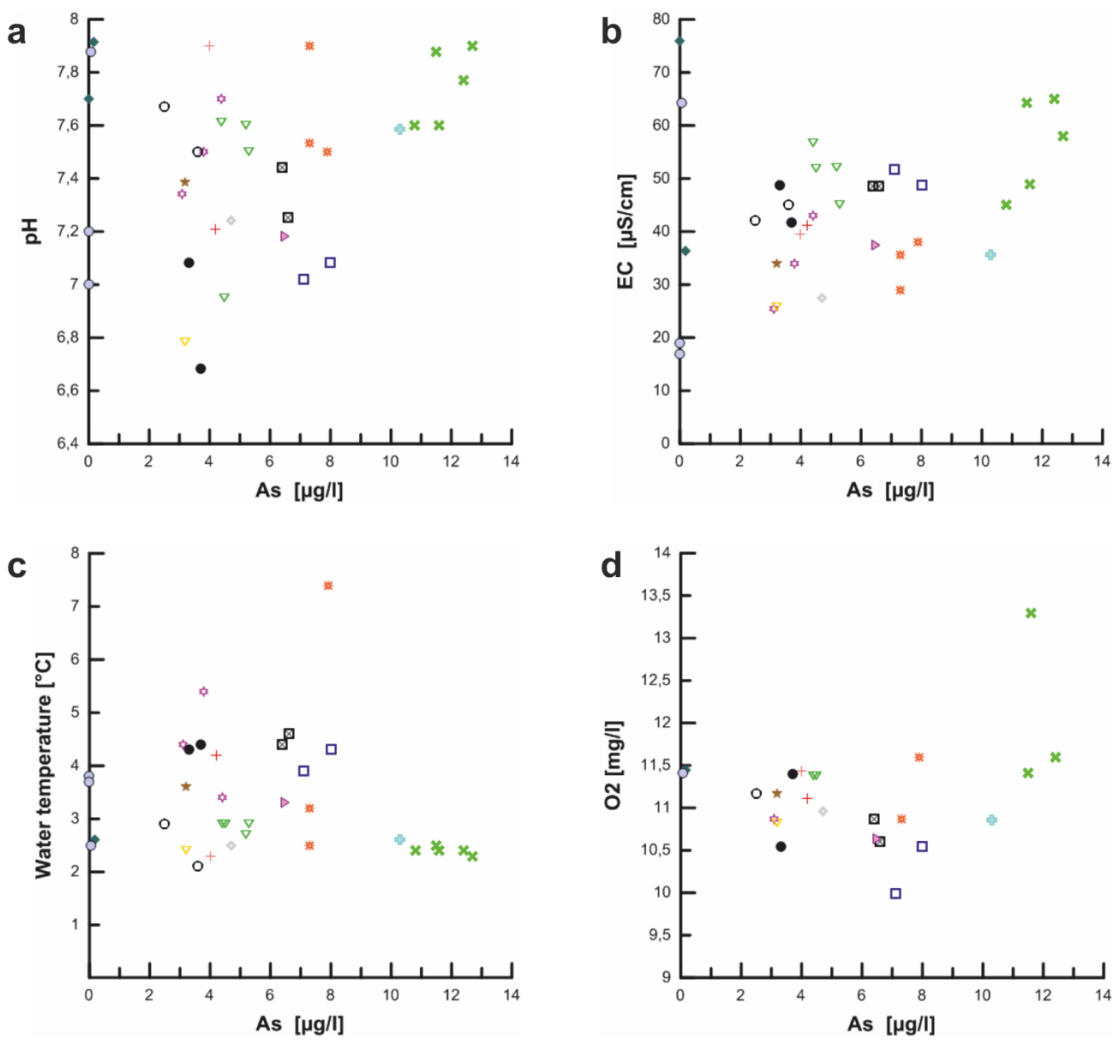 a
8
7,8
7,6
7,4
7,2
7
6,8
6,6
6,4
pH
0 2 4 6 8 10 12 14
As [µg/l]
b
80
70
60
50
40
30
20
10
0
EC [µS/cm]
0 2 4 6 8 10 12 14
As [µg/l]
c
8
7
6
5
4
3
2
1
Water temperature [°C]
0 2 4 6 8 10 12 14
As [µg/l]
d
14
13,5
13
12,5
12
11,5
11
10,5
10
9,5
9
O2 [mg/l]
0 2 4 6 8 10 12 14
As [µg/l]